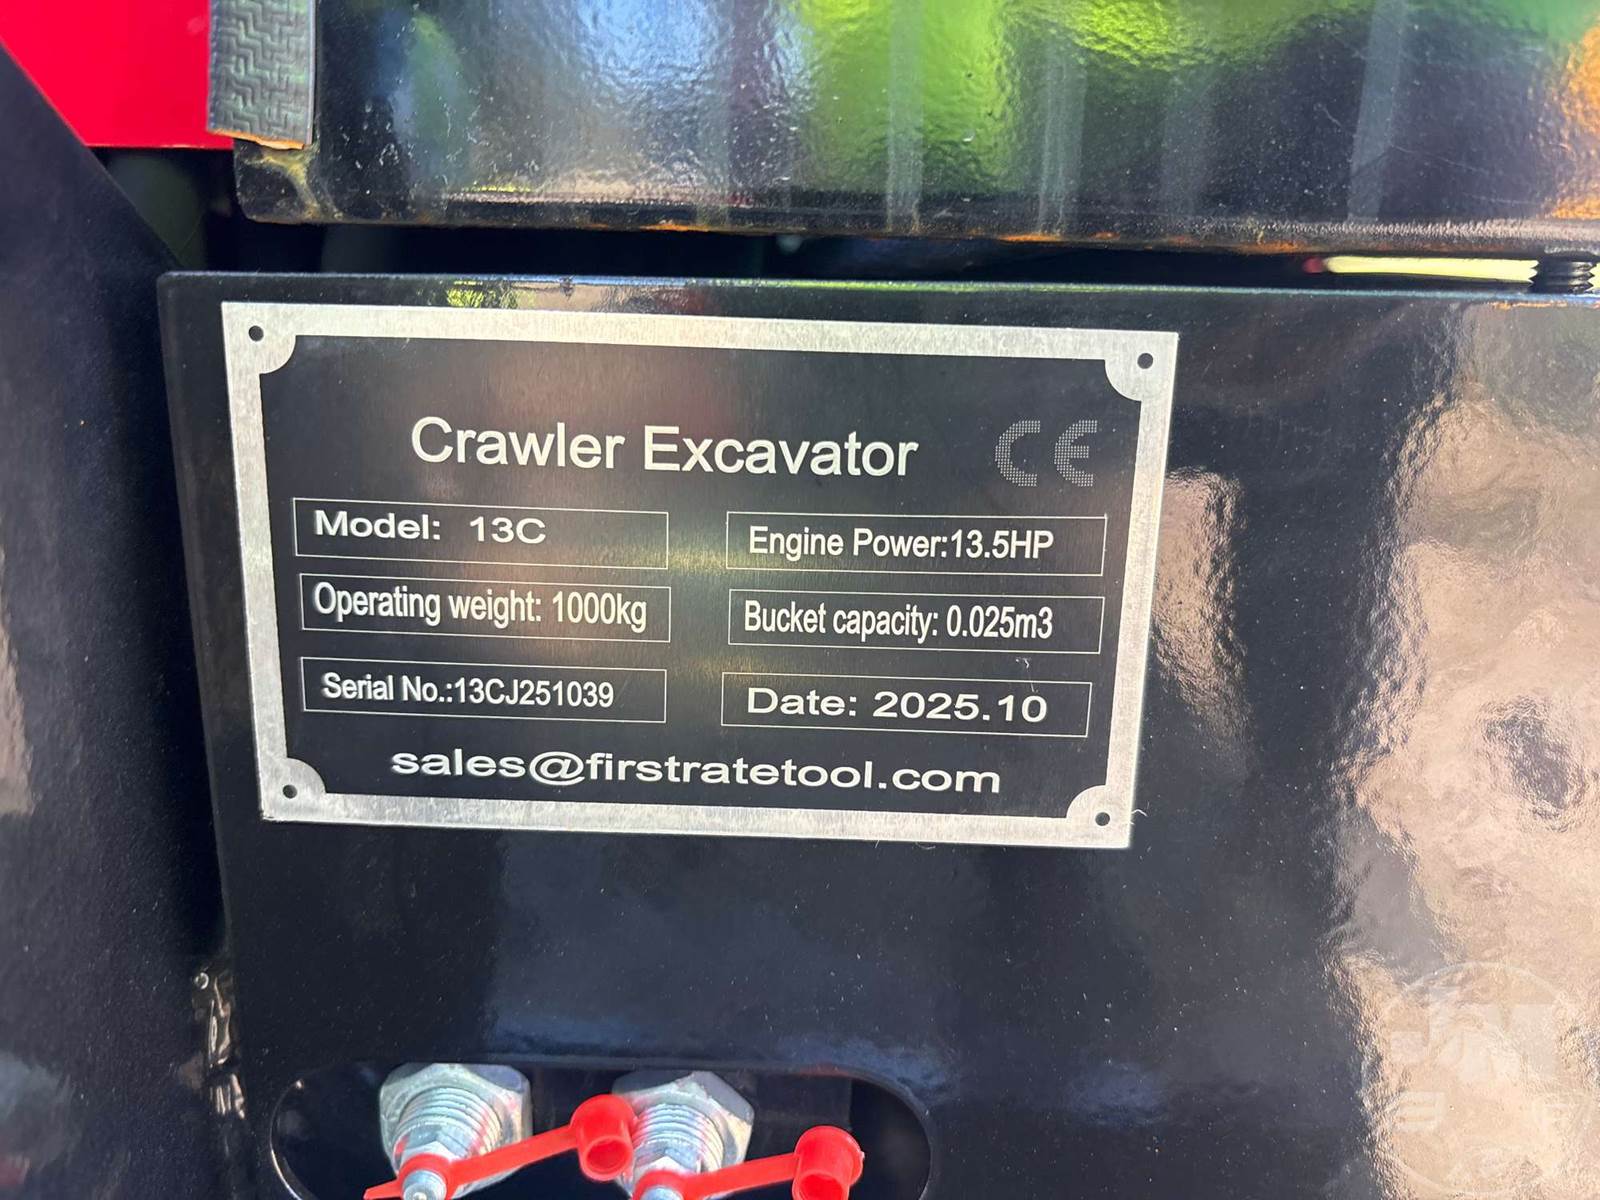 Crawler Excavator CE
Model: 13C
Engine Power:13.5HP
Operating weight: 1000kg
Bucket capacity: 0.025m3
Serial No.:13CJ251039
Date: 2025.10
sales@firstratetool.com